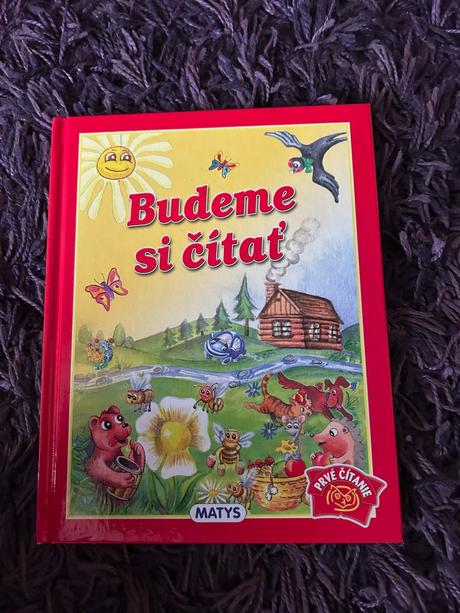 Budeme
si čítať
PRVÉ ČÍTANIE
MATYS